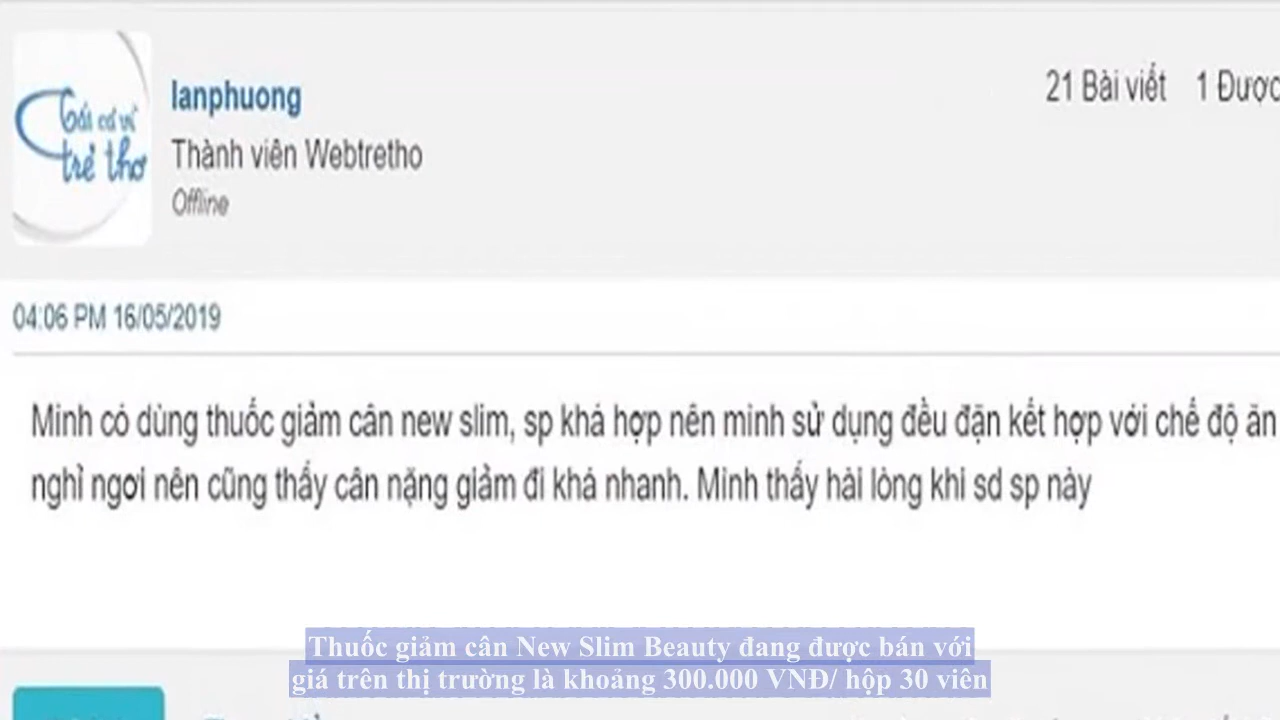 Gái có vì
trẻ thơ
lanphuong
Thành viên Webtretho
Offline
21 Bài viết 1 Được
04:06 PM 16/05/2019
Mình có dùng thuốc giảm cân new slim, sp khá hợp nên mình sử dụng đều đặn kết hợp với chế độ ăn
nghỉ ngơi nên cũng thấy cân nặng giảm đi khá nhanh. Mình thấy hài lòng khi sd sp này
Thuốc giảm cân New Slim Beauty đang được bán với
giá trên thị trường là khoảng 300.000 VNĐ/ hộp 30 viên